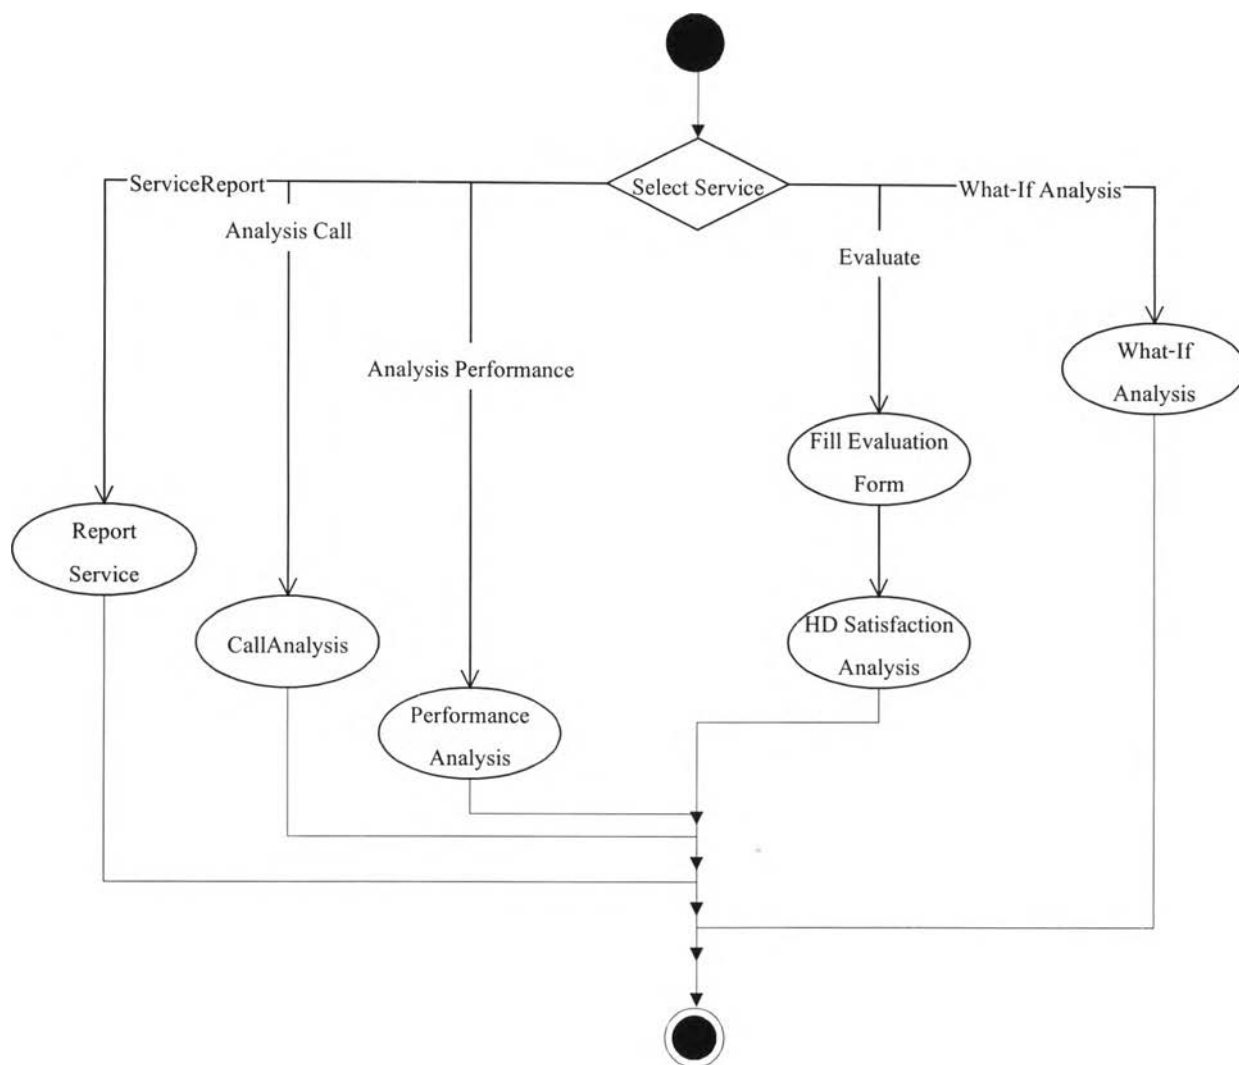 Select Service
ServiceReport
What-If Analysis
Analysis Call
Evaluate
What-If
Analysis
Analysis Performance
Fill Evaluation
Form
Report
Service
HD Satisfaction
Analysis
CallAnalysis
Performance
Analysis